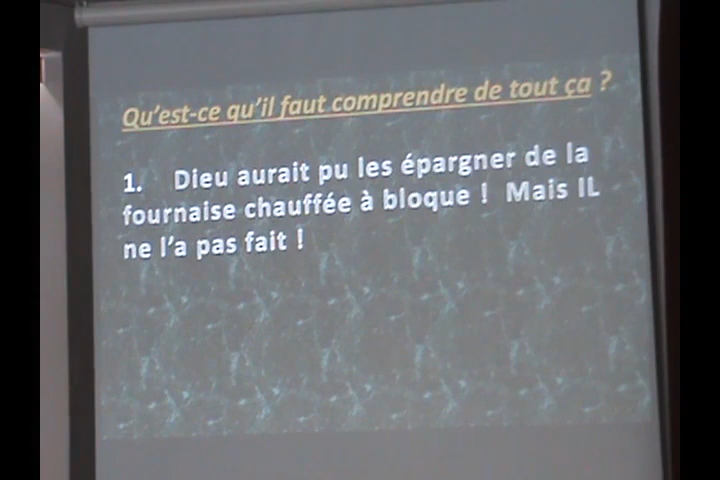 Qu'est-ce qu'il faut comprendre de tout ça ?
1. Dieu aurait pu les épargner de la
fournaise chauffée à bloque ! Mais IL
ne l'a pas fait !